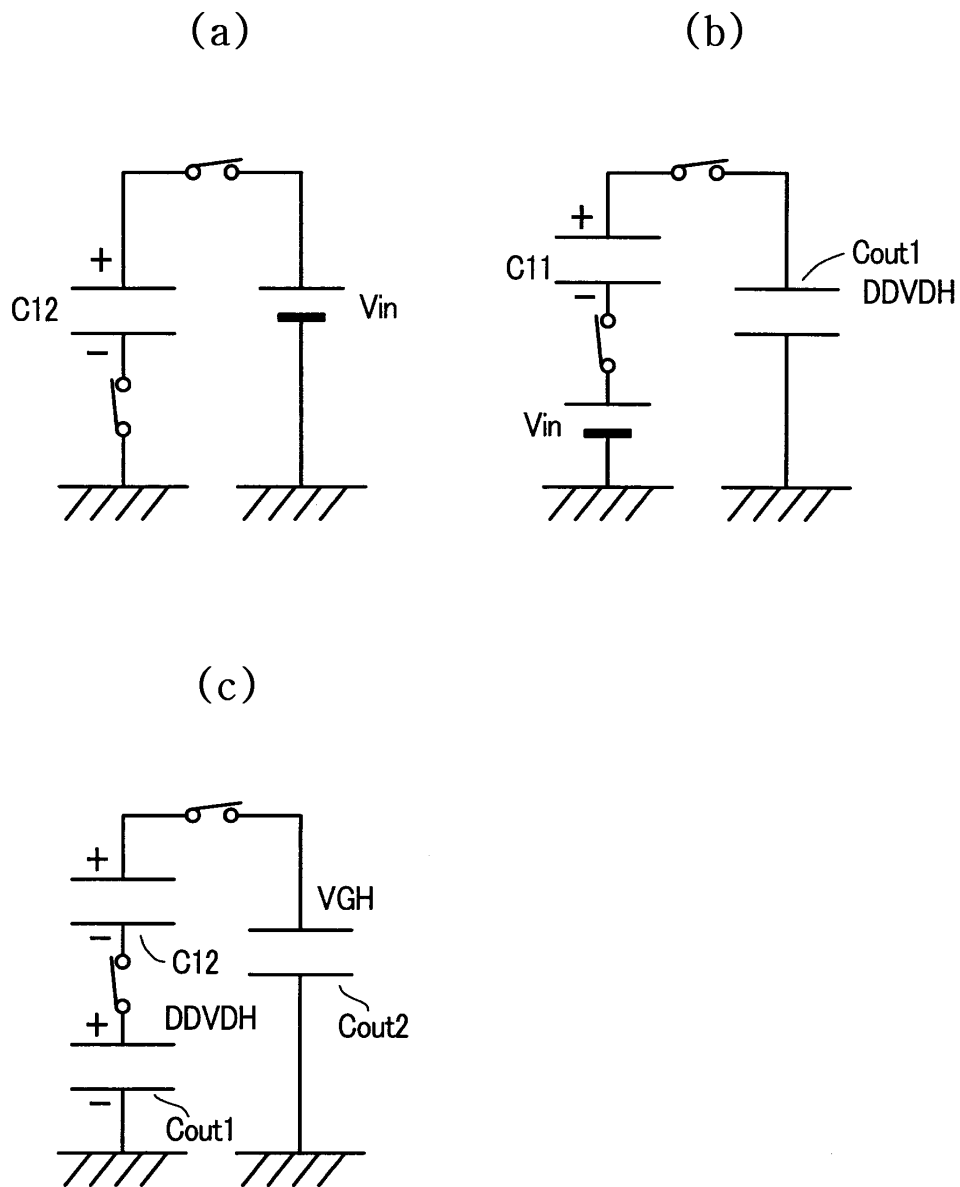 (a)
+
C12
−
Vin
(b)
+
C11
−
Vin
Cout1
DDVDH
(c)
+
−
C12
+
DDVDH
−
Cout1
VGH
Cout2